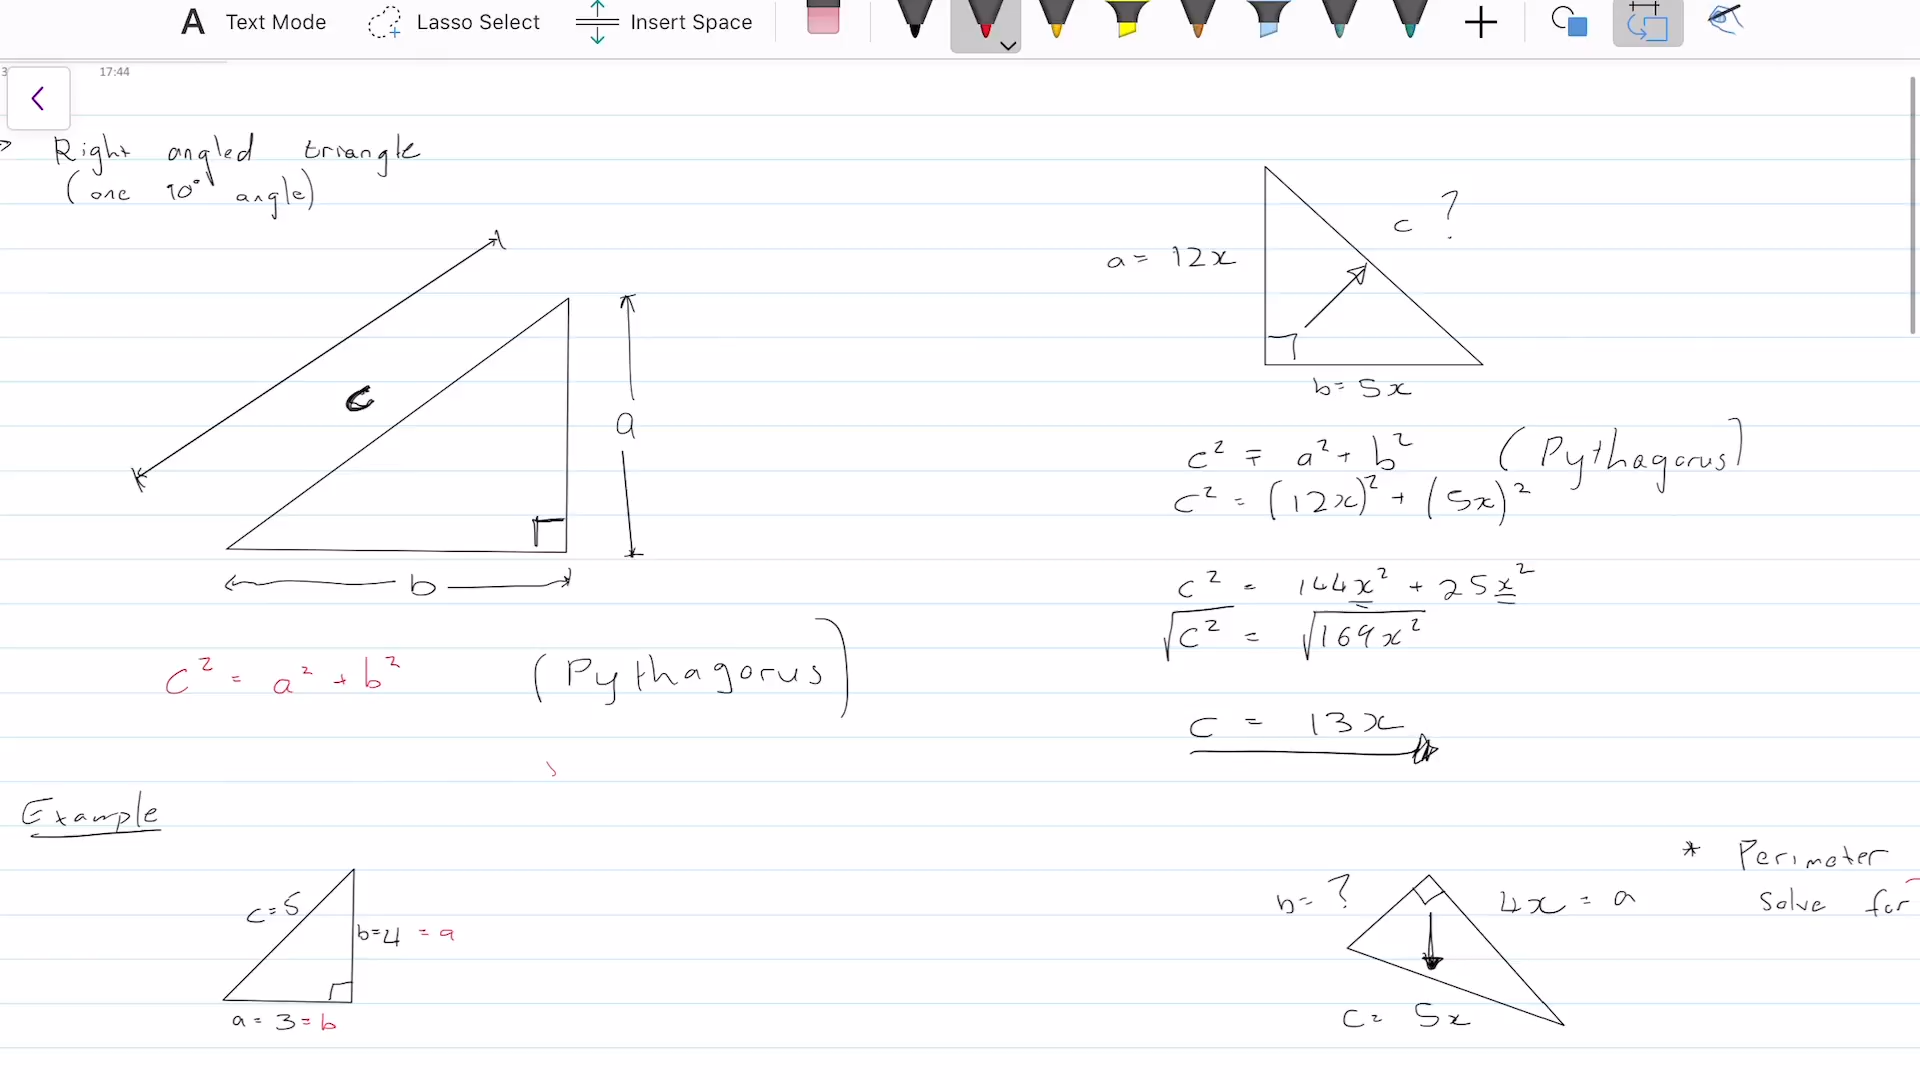 Text Mode
Lasso Select
Insert Space
17:44
Right angled triangle
(one 90° angle)
c
a
b
c² = a² + b² (Pythagorus)
Example
c=5
b=4 = a
a = 3 = b
c ?
a = 12x
b= 5x
c² = a² + b² (Pythagorus)
c² = (12x)² + (5x)²
c² = 144x² + 25x²
√c² = √169x²
c = 13x
* Perimeter
solve for
b= ?
4x = a
c= 5x